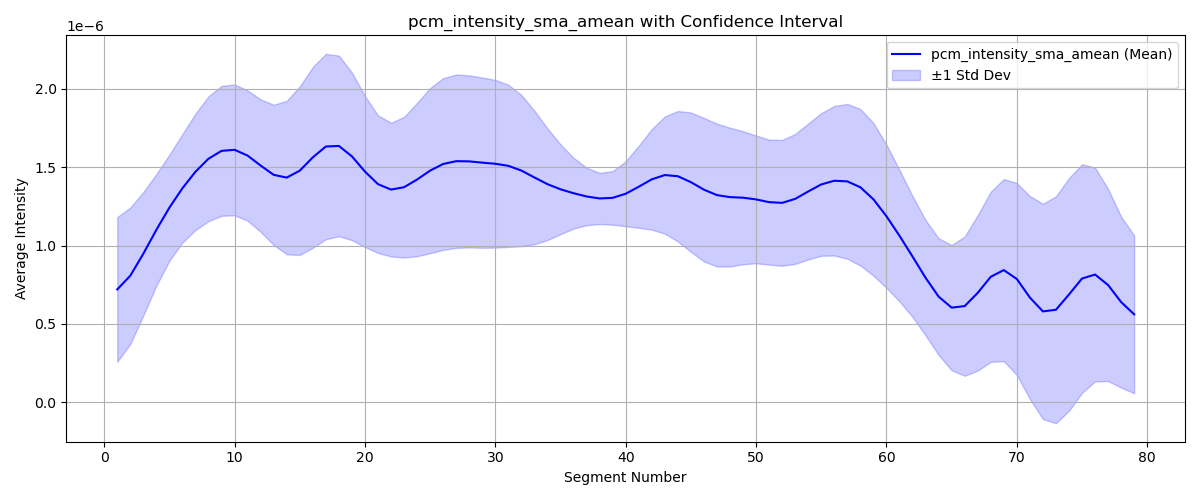 pcm_intensity_sma_amean with Confidence Interval
1e−6
pcm_intensity_sma_amean (Mean)
±1 Std Dev
2.0
1.5
1.0
0.5
0.0
Average Intensity
0 10 20 30 40 50 60 70 80
Segment Number